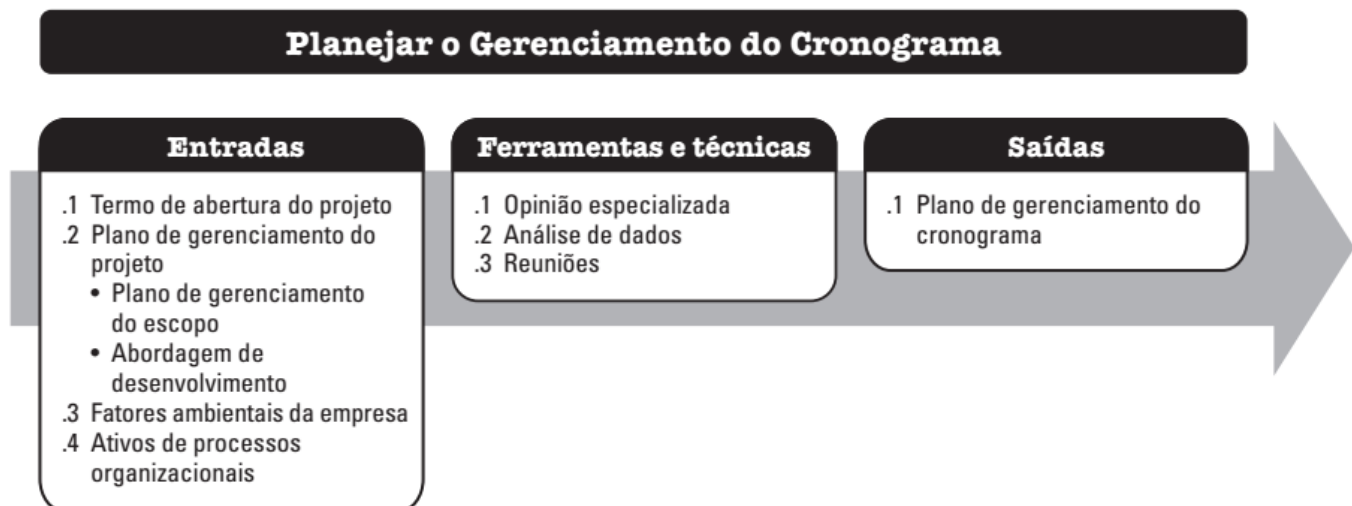 Planejar o Gerenciamento do Cronograma
Entradas
.1 Termo de abertura do projeto
.2 Plano de gerenciamento do
projeto
• Plano de gerenciamento
do escopo
• Abordagem de
desenvolvimento
.3 Fatores ambientais da empresa
.4 Ativos de processos
organizacionais
Ferramentas e técnicas
.1 Opinião especializada
.2 Análise de dados
.3 Reuniões
Saídas
.1 Plano de gerenciamento do
cronograma